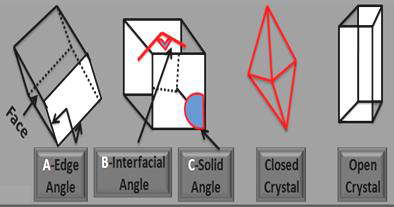 Face
A-Edge
Angle
B-Interfacial
Angle
C-Solid
Angle
Closed
Crystal
Open
Crystal